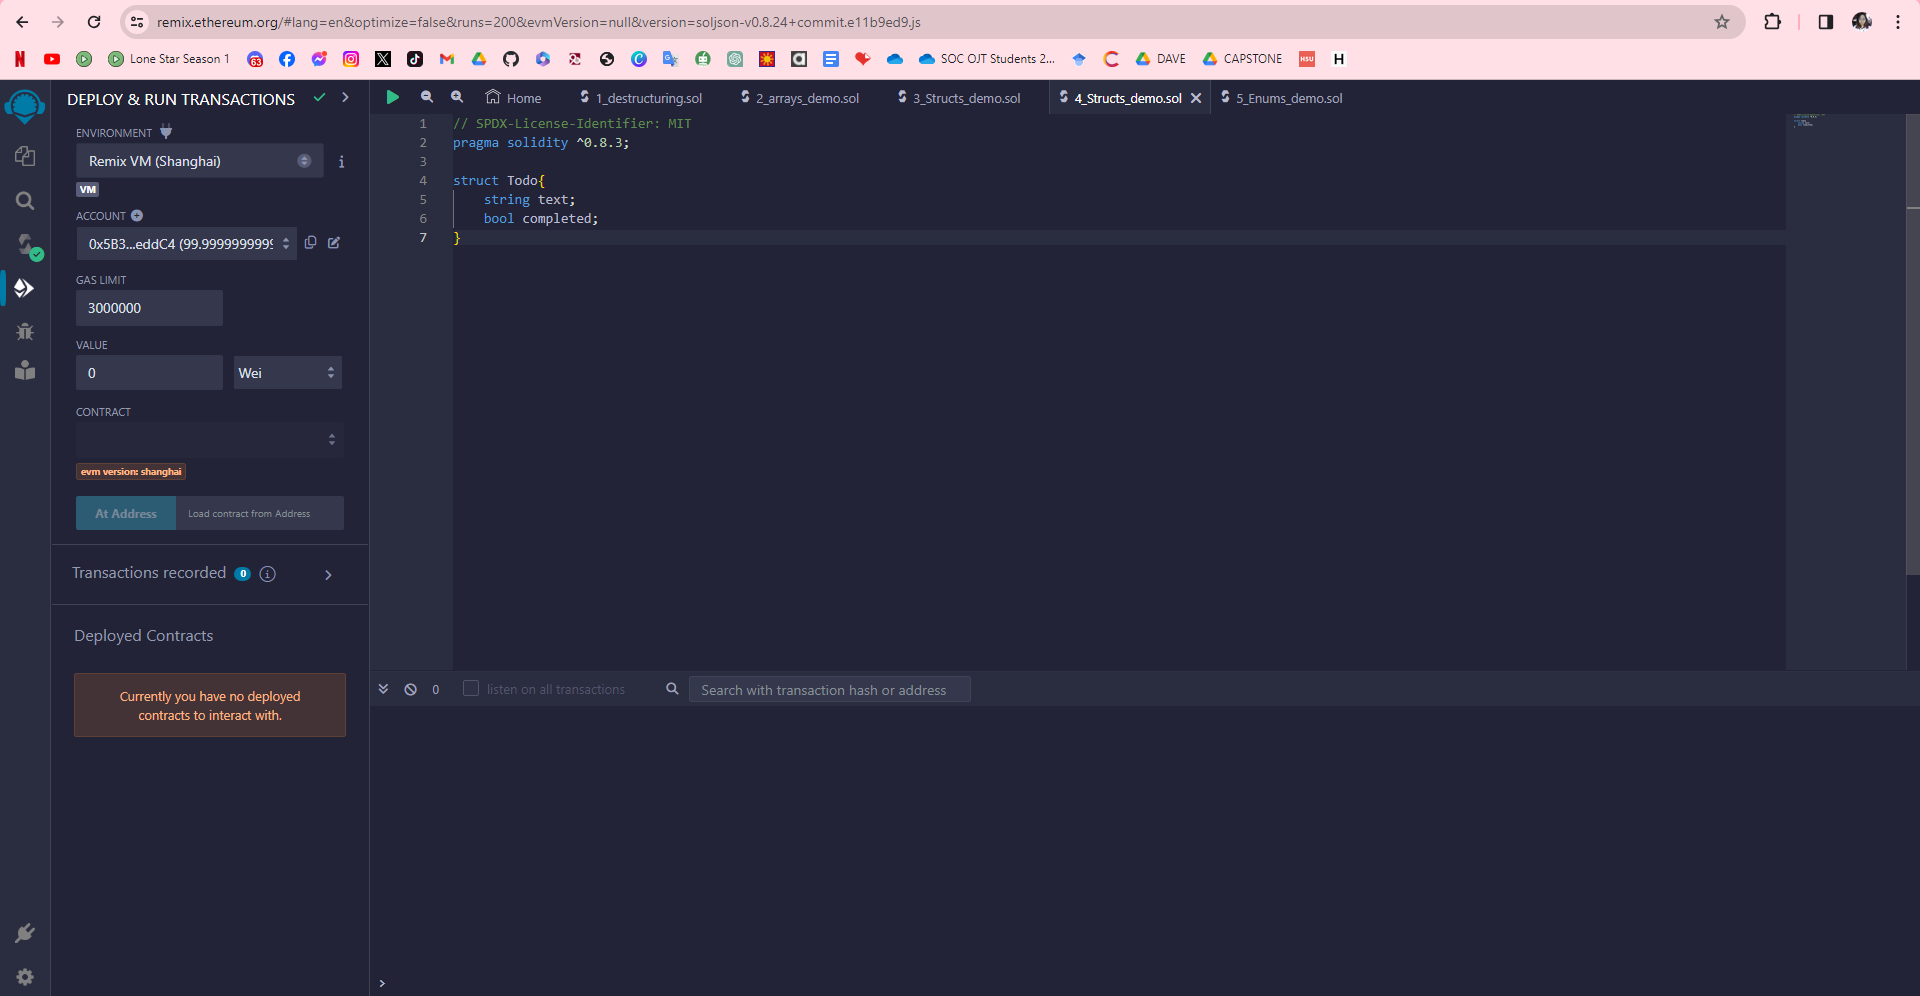 remix.ethereum.org/#lang=en&optimize=false&runs=200&evmVersion=null&version=soljson-v0.8.24+commit.e11b9ed9.js
63
Lone Star Season 1
SOC OJT Students 2...
DAVE
CAPSTONE
HSU
H
DEPLOY & RUN TRANSACTIONS
ENVIRONMENT
Remix VM (Shanghai)
VM
ACCOUNT
0x5B3...eddC4 (99.9999999999
GAS LIMIT
3000000
VALUE
0
Wei
CONTRACT
evm version: shanghai
At Address
Load contract from Address
Transactions recorded 0
Deployed Contracts
Currently you have no deployed
contracts to interact with.
Home
1_destructuring.sol
2_arrays_demo.sol
3_Structs_demo.sol
4_Structs_demo.sol
5_Enums_demo.sol
1 // SPDX-License-Identifier: MIT
2 pragma solidity ^0.8.3;
3
4 struct Todo{
5 string text;
6 bool completed;
7 }
0
listen on all transactions
Search with transaction hash or address
>